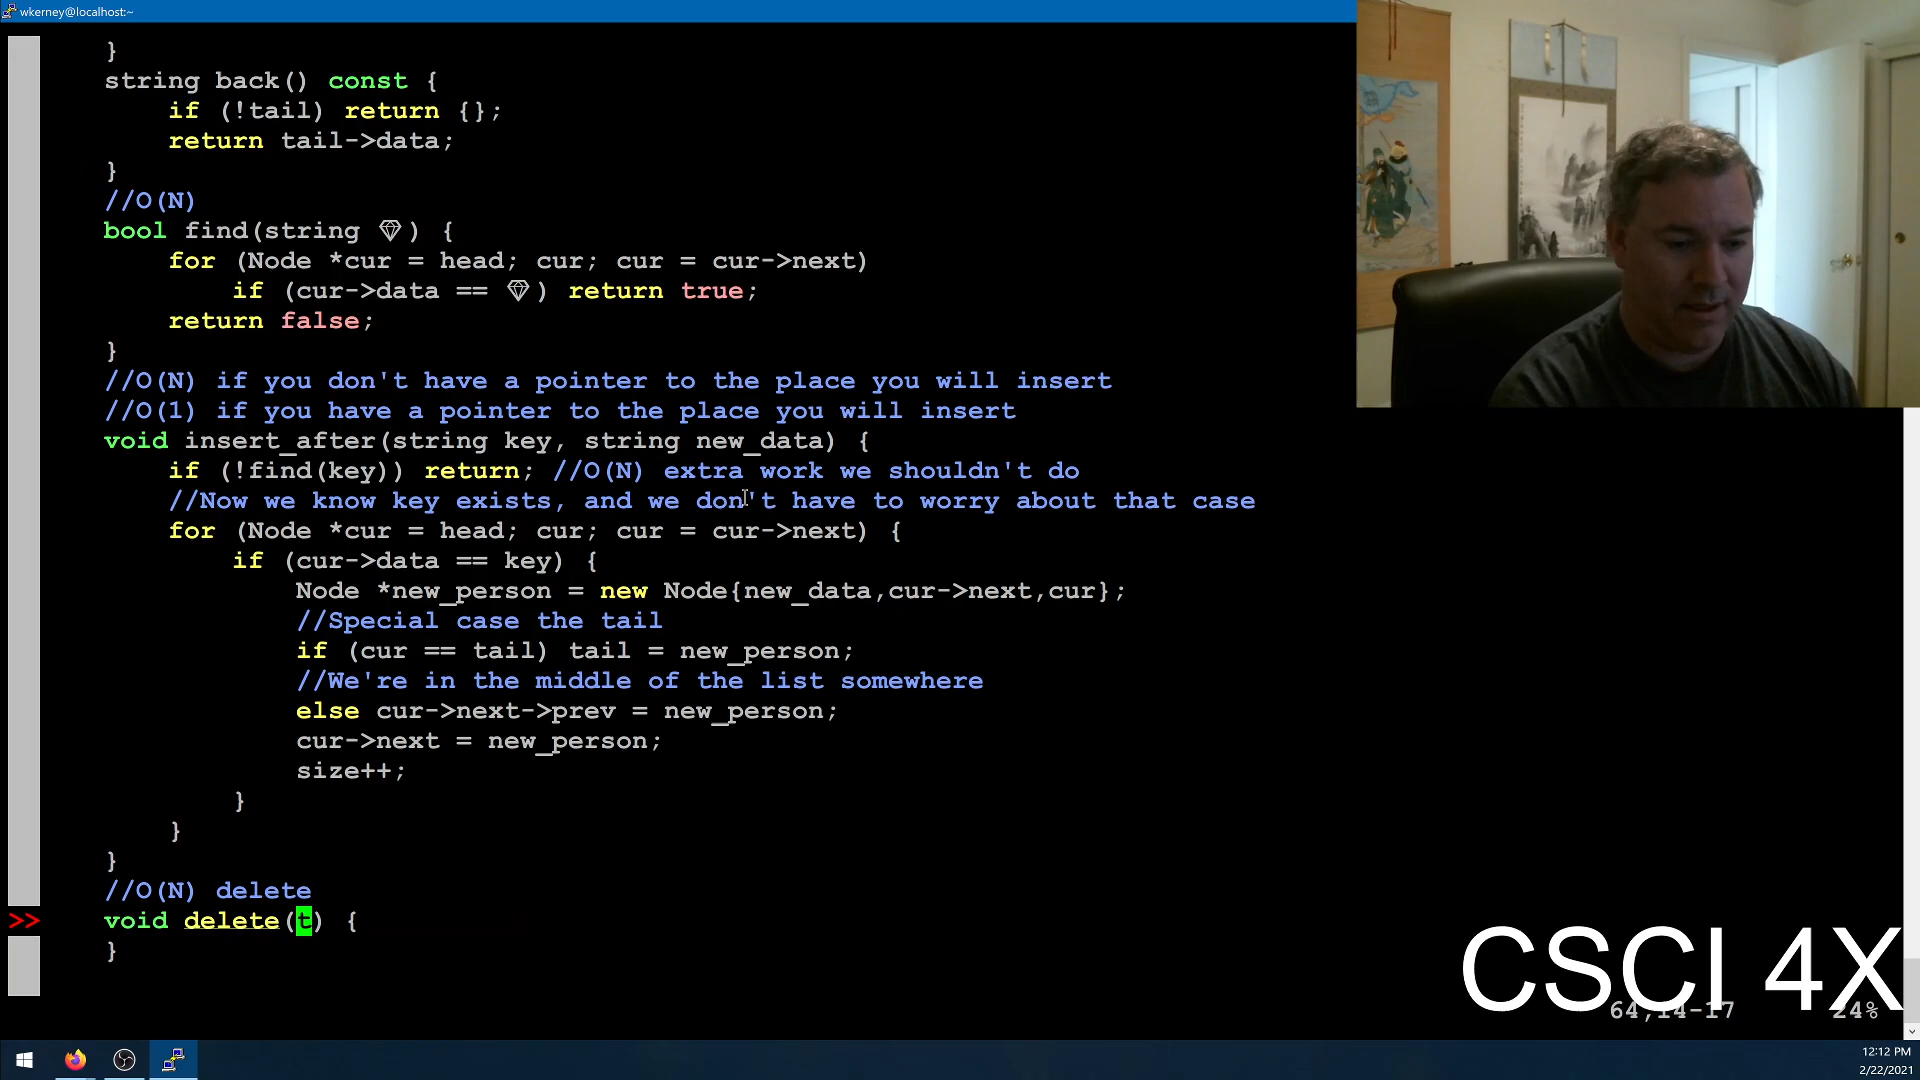 wkerney@localhost:~
}
string back() const {
if (!tail) return {};
return tail->data;
}
//O(N)
bool find(string 💎) {
for (Node *cur = head; cur; cur = cur->next)
if (cur->data == 💎) return true;
return false;
}
//O(N) if you don't have a pointer to the place you will insert
//O(1) if you have a pointer to the place you will insert
void insert_after(string key, string new_data) {
if (!find(key)) return; //O(N) extra work we shouldn't do
//Now we know key exists, and we don't have to worry about that case
for (Node *cur = head; cur; cur = cur->next) {
if (cur->data == key) {
Node *new_person = new Node{new_data,cur->next,cur};
//Special case the tail
if (cur == tail) tail = new_person;
//We're in the middle of the list somewhere
else cur->next->prev = new_person;
cur->next = new_person;
size++;
}
}
}
//O(N) delete
>> void delete(t) {
}
CSCI 4X
64,14-17 24%
12:12 PM
2/22/2021